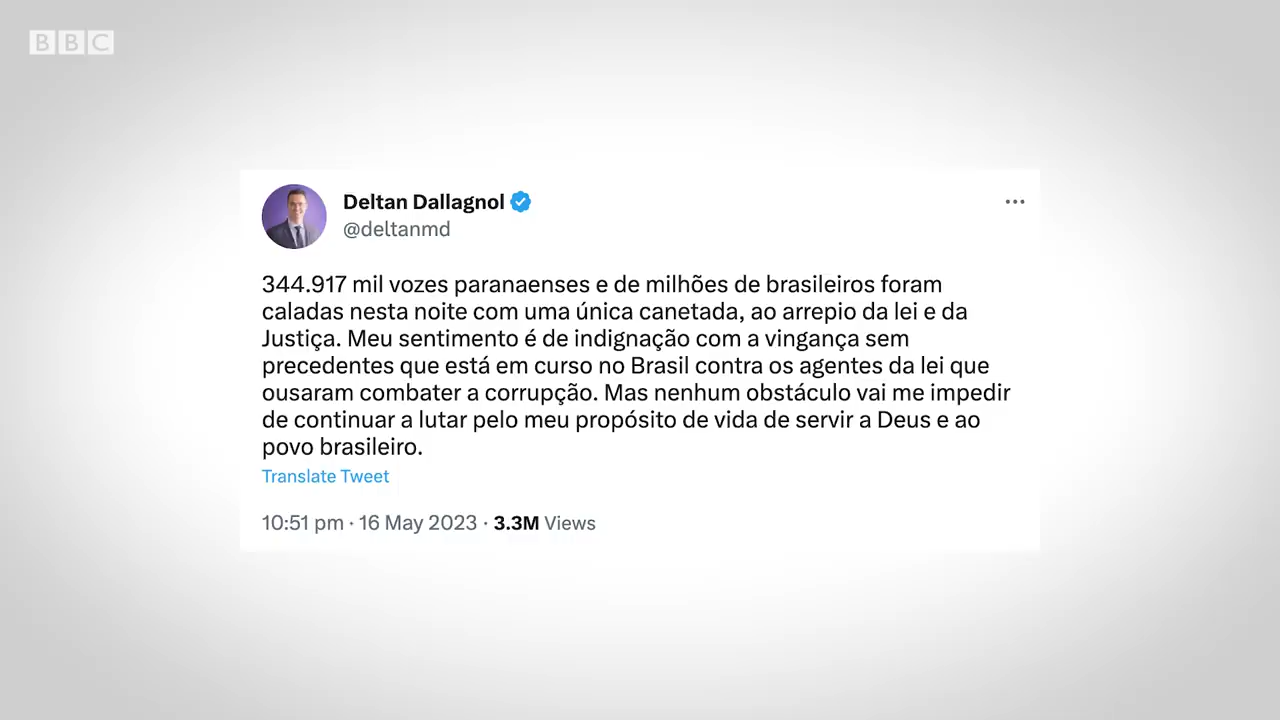 BBC
Deltan Dallagnol
@deltanmd
344.917 mil vozes paranaenses e de milhões de brasileiros foram
caladas nesta noite com uma única canetada, ao arrepio da lei e da
Justiça. Meu sentimento é de indignação com a vingança sem
precedentes que está em curso no Brasil contra os agentes da lei que
ousaram combater a corrupção. Mas nenhum obstáculo vai me impedir
de continuar a lutar pelo meu propósito de vida de servir a Deus e ao
povo brasileiro.
Translate Tweet
10:51 pm · 16 May 2023 · 3.3M Views